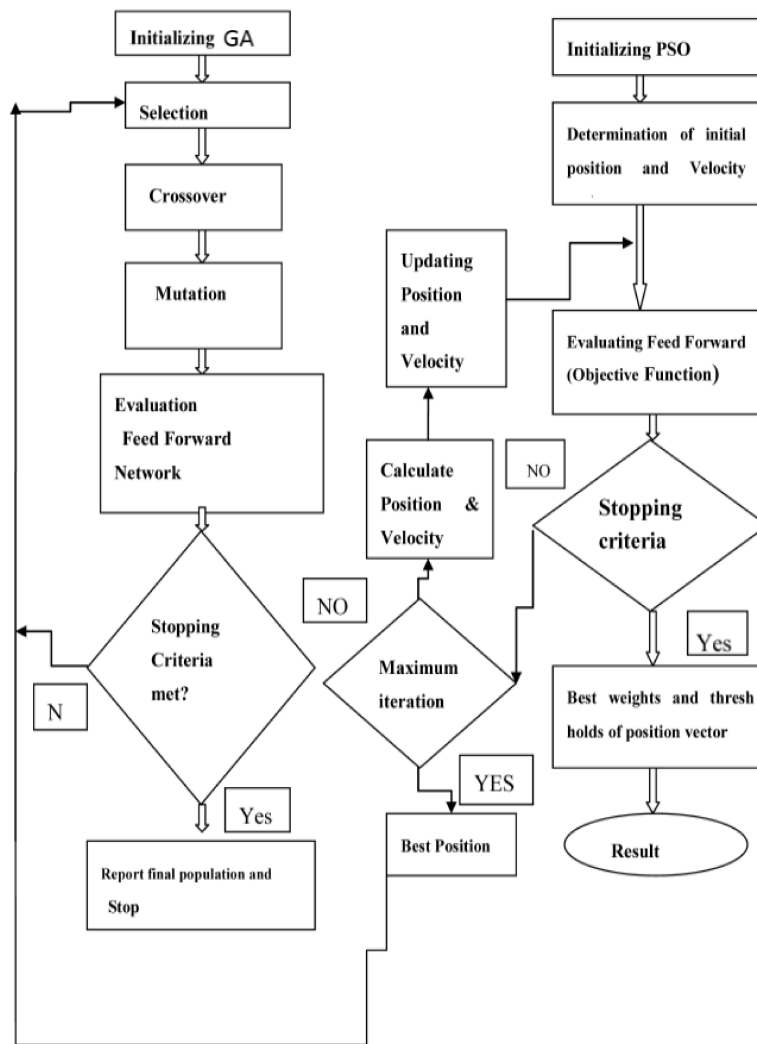 Initializing GA
Selection
Crossover
Mutation
Evaluation
Feed Forward
Network
Stopping
Criteria
met?
N
Yes
Report final population and
Stop
Updating
Position
and
Velocity
Calculate
Position &
Velocity
NO
Maximum
iteration
YES
Best Position
Initializing PSO
Determination of initial
position and Velocity
Evaluating Feed Forward
(Objective Function)
NO
Stopping
criteria
Yes
Best weights and thresh
holds of position vector
Result